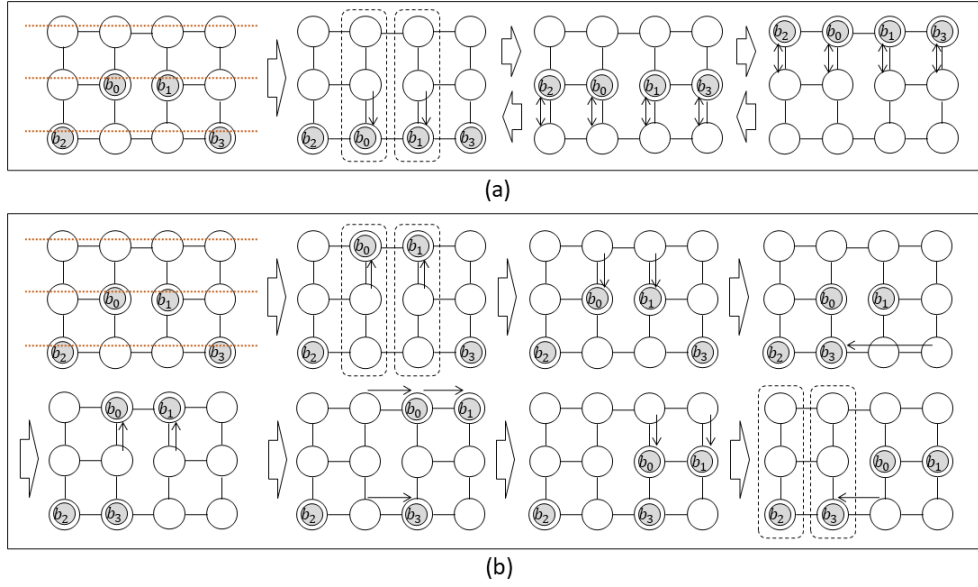 b2 b0 b1 b3
b0 b1 b2 b0 b1 b3
b2 b3 b2 b0 b1 b3
(a)
b0 b1
b0 b1 b0 b1 b0 b1
b2 b3 b2 b3 b2 b3 b2 b3
b0 b1 b0 b1
b0 b1 b0 b1
b2 b3 b2 b3 b2 b3 b2 b3
(b)